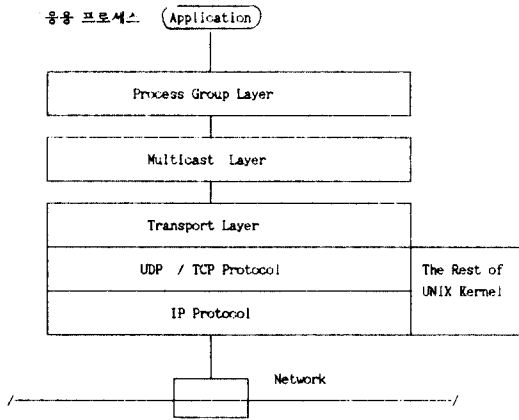 응용 프로세스 Application
Process Group Layer
Multicast Layer
Transport Layer
UDP / TCP Protocol
The Rest of
UNIX Kernel
IP Protocol
Network